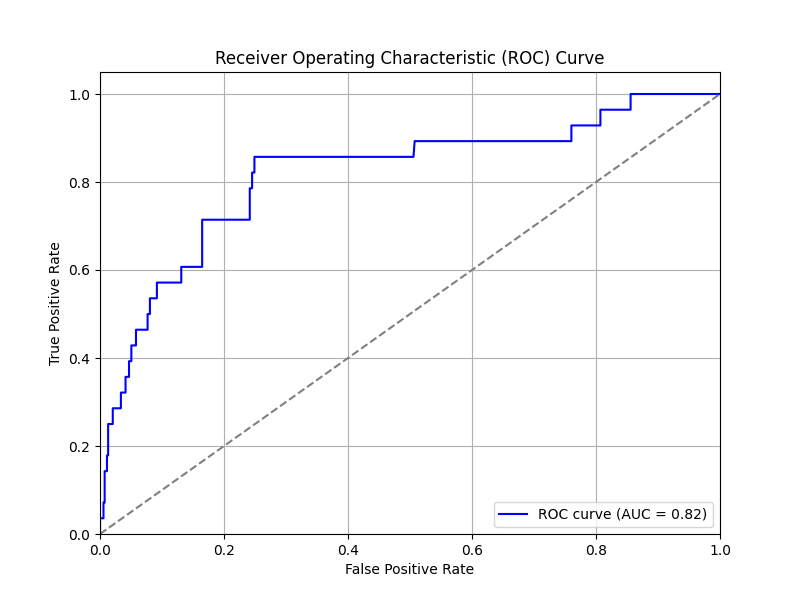 Receiver Operating Characteristic (ROC) Curve
True Positive Rate
1.0
0.8
0.6
0.4
0.2
0.0
ROC curve (AUC = 0.82)
0.0 0.2 0.4 0.6 0.8 1.0
False Positive Rate